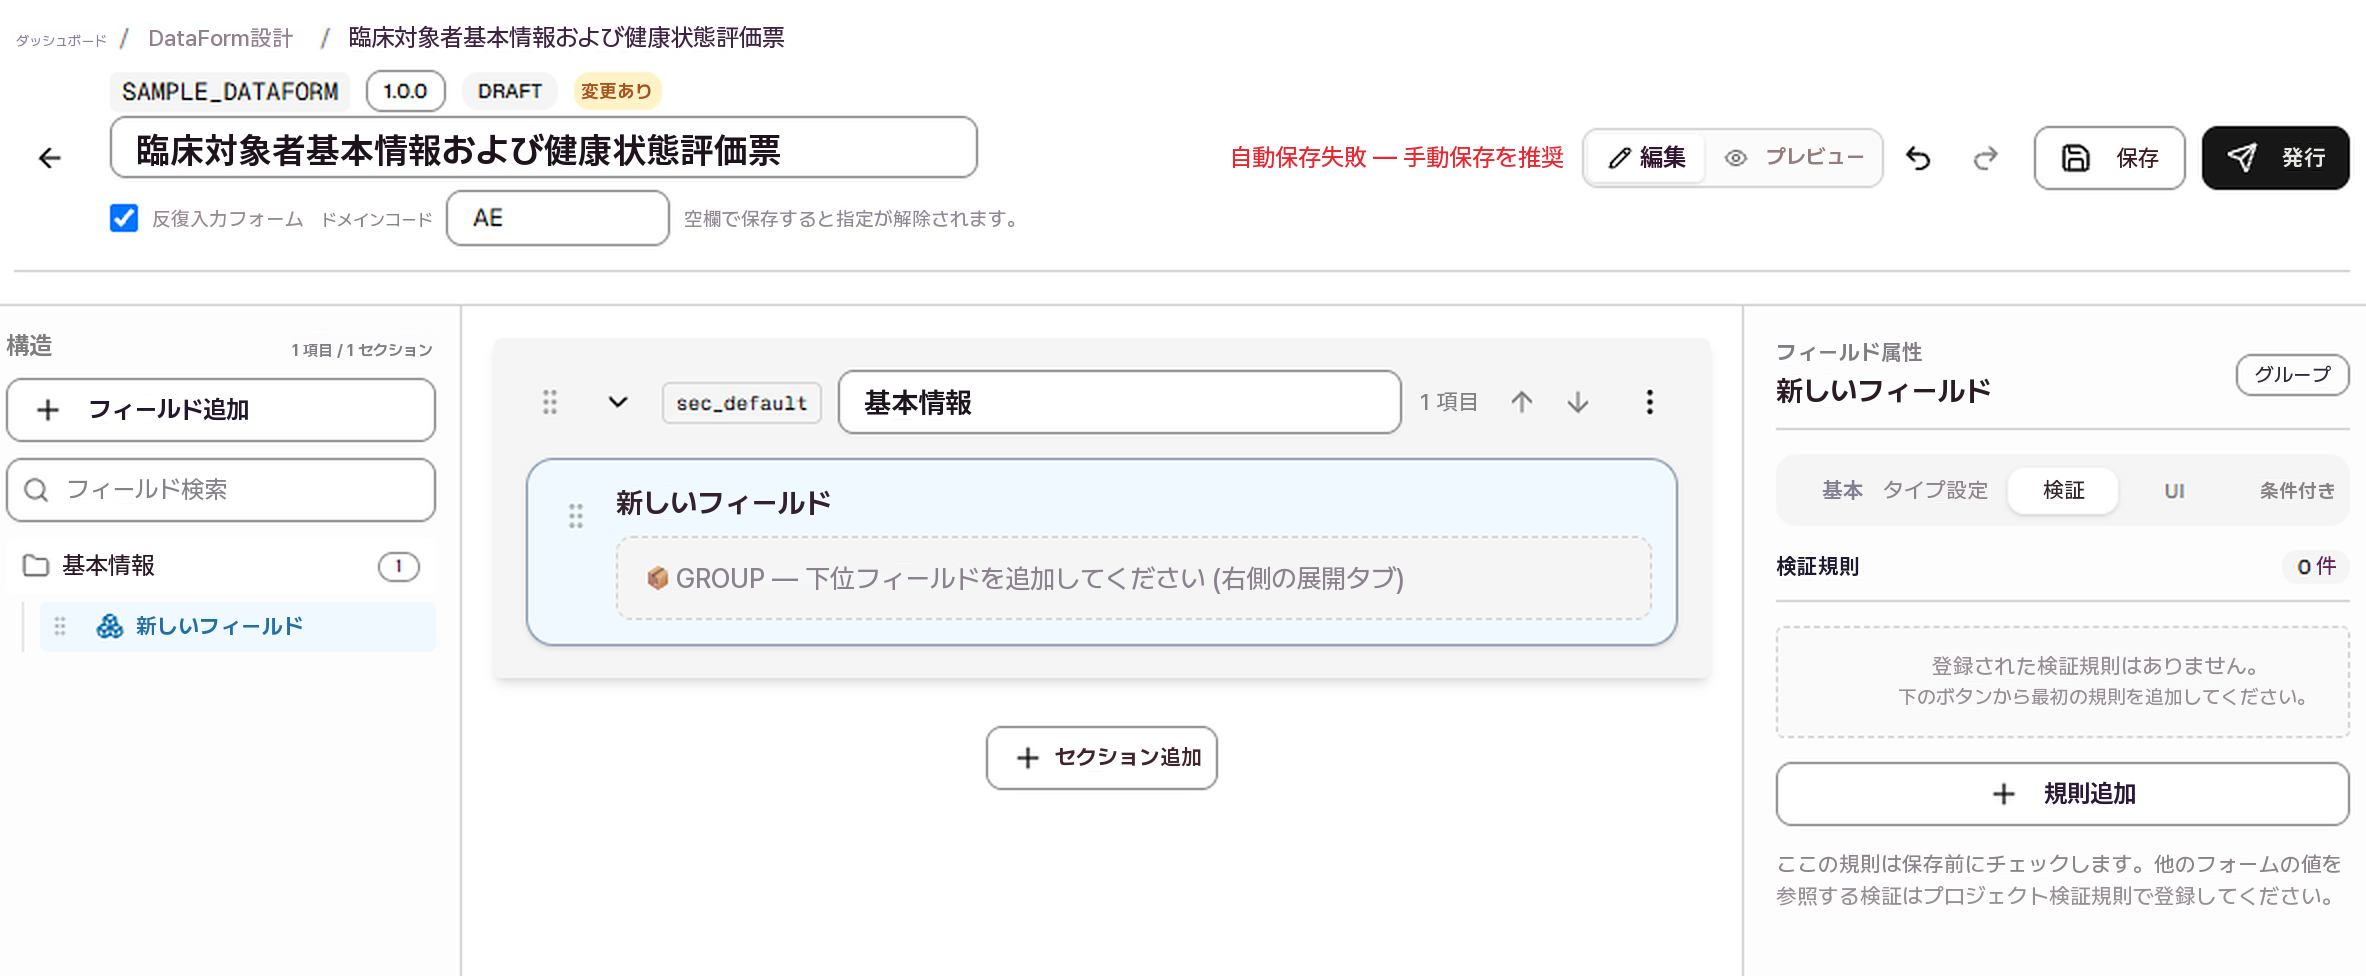 ダッシュボード / DataForm設計 / 臨床対象者基本情報および健康状態評価票
SAMPLE_DATAFORM 1.0.0 DRAFT 変更あり
臨床対象者基本情報および健康状態評価票
自動保存失敗 — 手動保存を推奨 編集 プレビュー 保存 発行
反復入力フォーム ドメインコード AE 空欄で保存すると指定が解除されます。
構造 1 項目 / 1 セクション
フィールド追加
フィールド検索
基本情報 1
新しいフィールド
sec_default 基本情報 1 項目
新しいフィールド
GROUP — 下位フィールドを追加してください (右側の展開タブ)
セクション追加
フィールド属性
新しいフィールド グループ
基本 タイプ設定 検証 UI 条件付き
検証規則 0 件
登録された検証規則はありません。
下のボタンから最初の規則を追加してください。
規則追加
ここの規則は保存前にチェックします。他のフォームの値を
参照する検証はプロジェクト検証規則で登録してください。